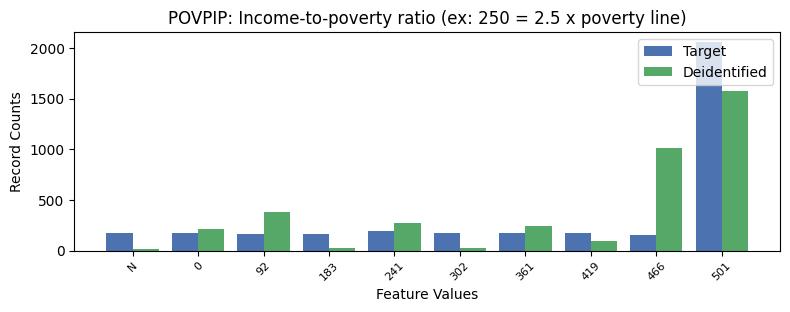 POVPIP: Income-to-poverty ratio (ex: 250 = 2.5 x poverty line)
Target
Deidentified
Record Counts
2000
1500
1000
500
0
N
0
92
183
241
302
361
419
466
501
Feature Values